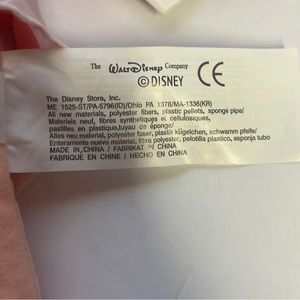 The Walt Disney Company
© DISNEY CE
The Disney Store, Inc.
ME 1525-ST/PA-5796(ID)/Ohio PA 1378/MA-1336(KR)
All new materials, polyester fibers, plastic pellets, sponge pipe/
Materiels neuf, fibres synthetiques et cellulosiques,
pastilles en plastique,tuyau de eponge/
Alles neu material, polyester faser, plastik kügelchen, schwamm pfeife/
Enteramente nuevo material, fibra polyester, pelotilla plastico, esponja tubo
MADE IN,CHINA / FABRIKAT IN CHINA
FABRIQUE EN CHINE / HECHO EN CHINA